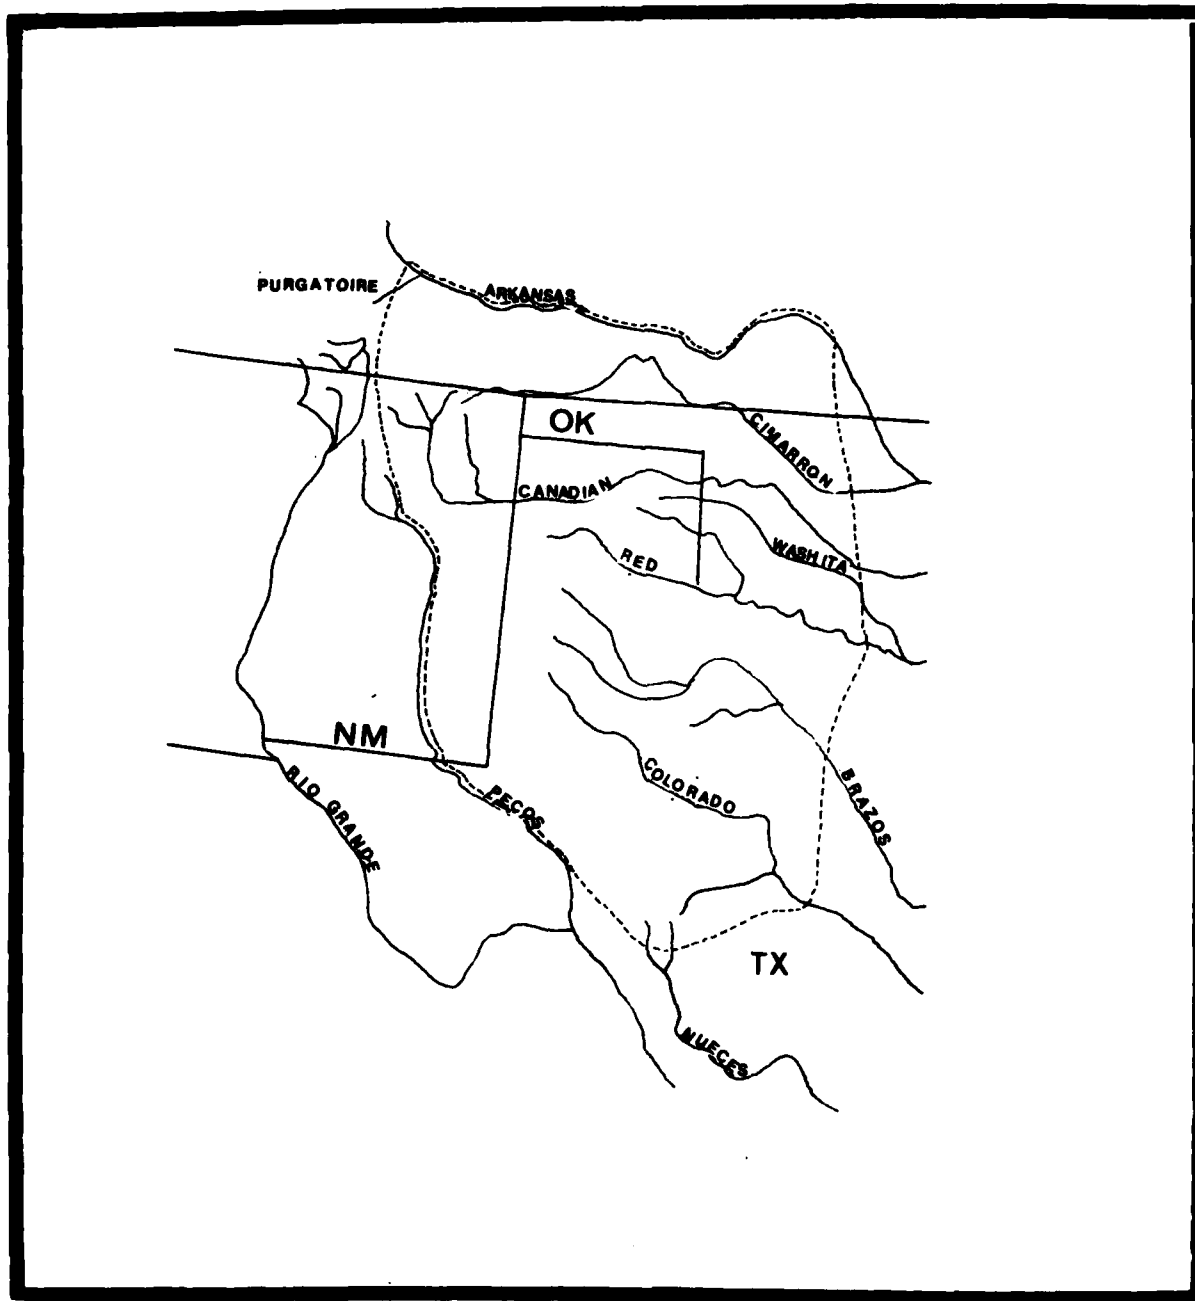 PURGATOIRE
ARKANSAS
OK
CIMARRON
CANADIAN
WASHITA
RED
NM
RIO GRANDE
PECOS
COLORADO
BRAZOS
TX
NUECES